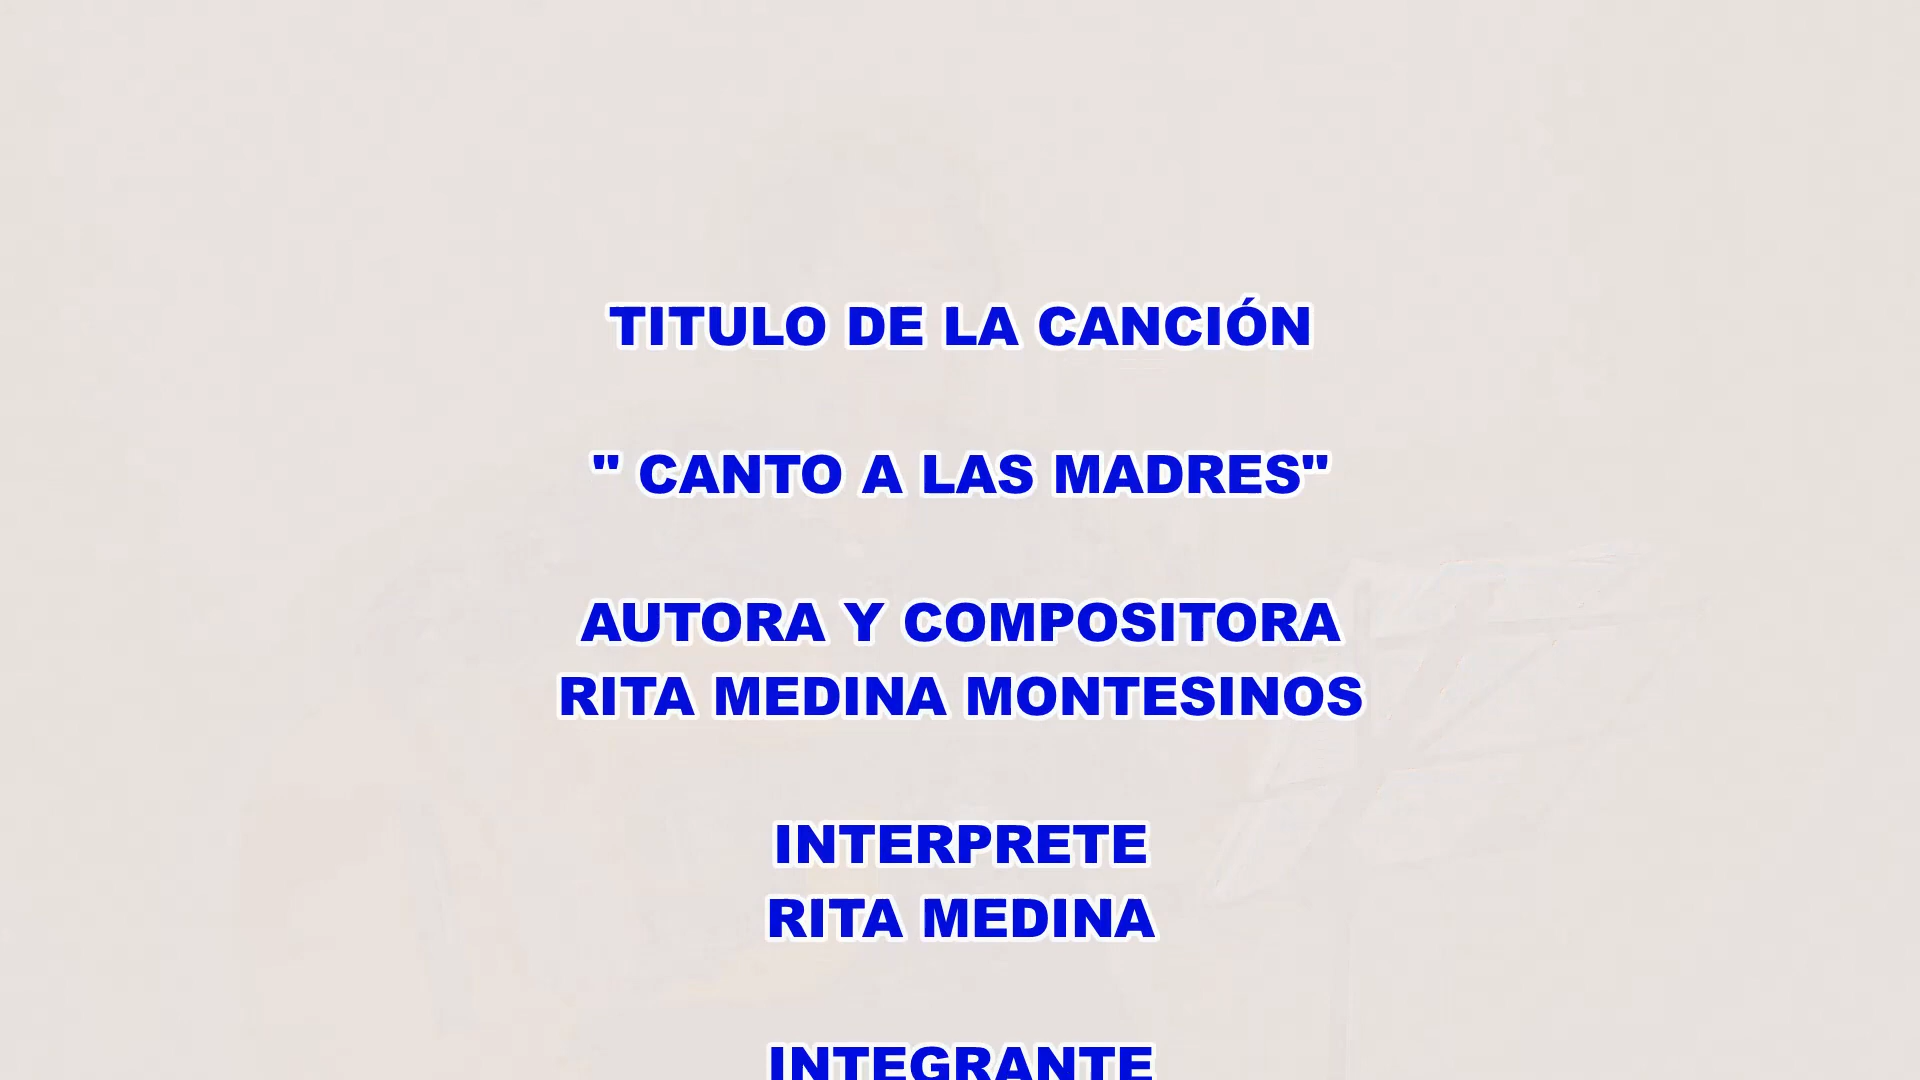 TITULO DE LA CANCIÓN
" CANTO A LAS MADRES"
AUTORA Y COMPOSITORA
RITA MEDINA MONTESINOS
INTERPRETE
RITA MEDINA
INTEGRANTE